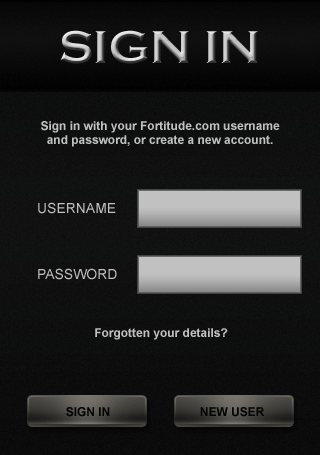 SIGN IN
Sign in with your Fortitude.com username
and password, or create a new account.
USERNAME
PASSWORD
Forgotten your details?
SIGN IN
NEW USER